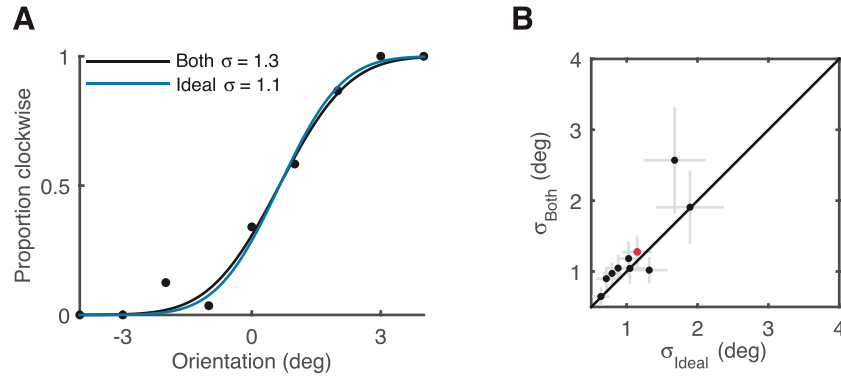 A
Proportion clockwise
1
0.5
0
Both σ = 1.3
Ideal σ = 1.1
-3
0
3
Orientation (deg)
B
σBoth (deg)
4
3
2
1
1
2
3
4
σIdeal (deg)